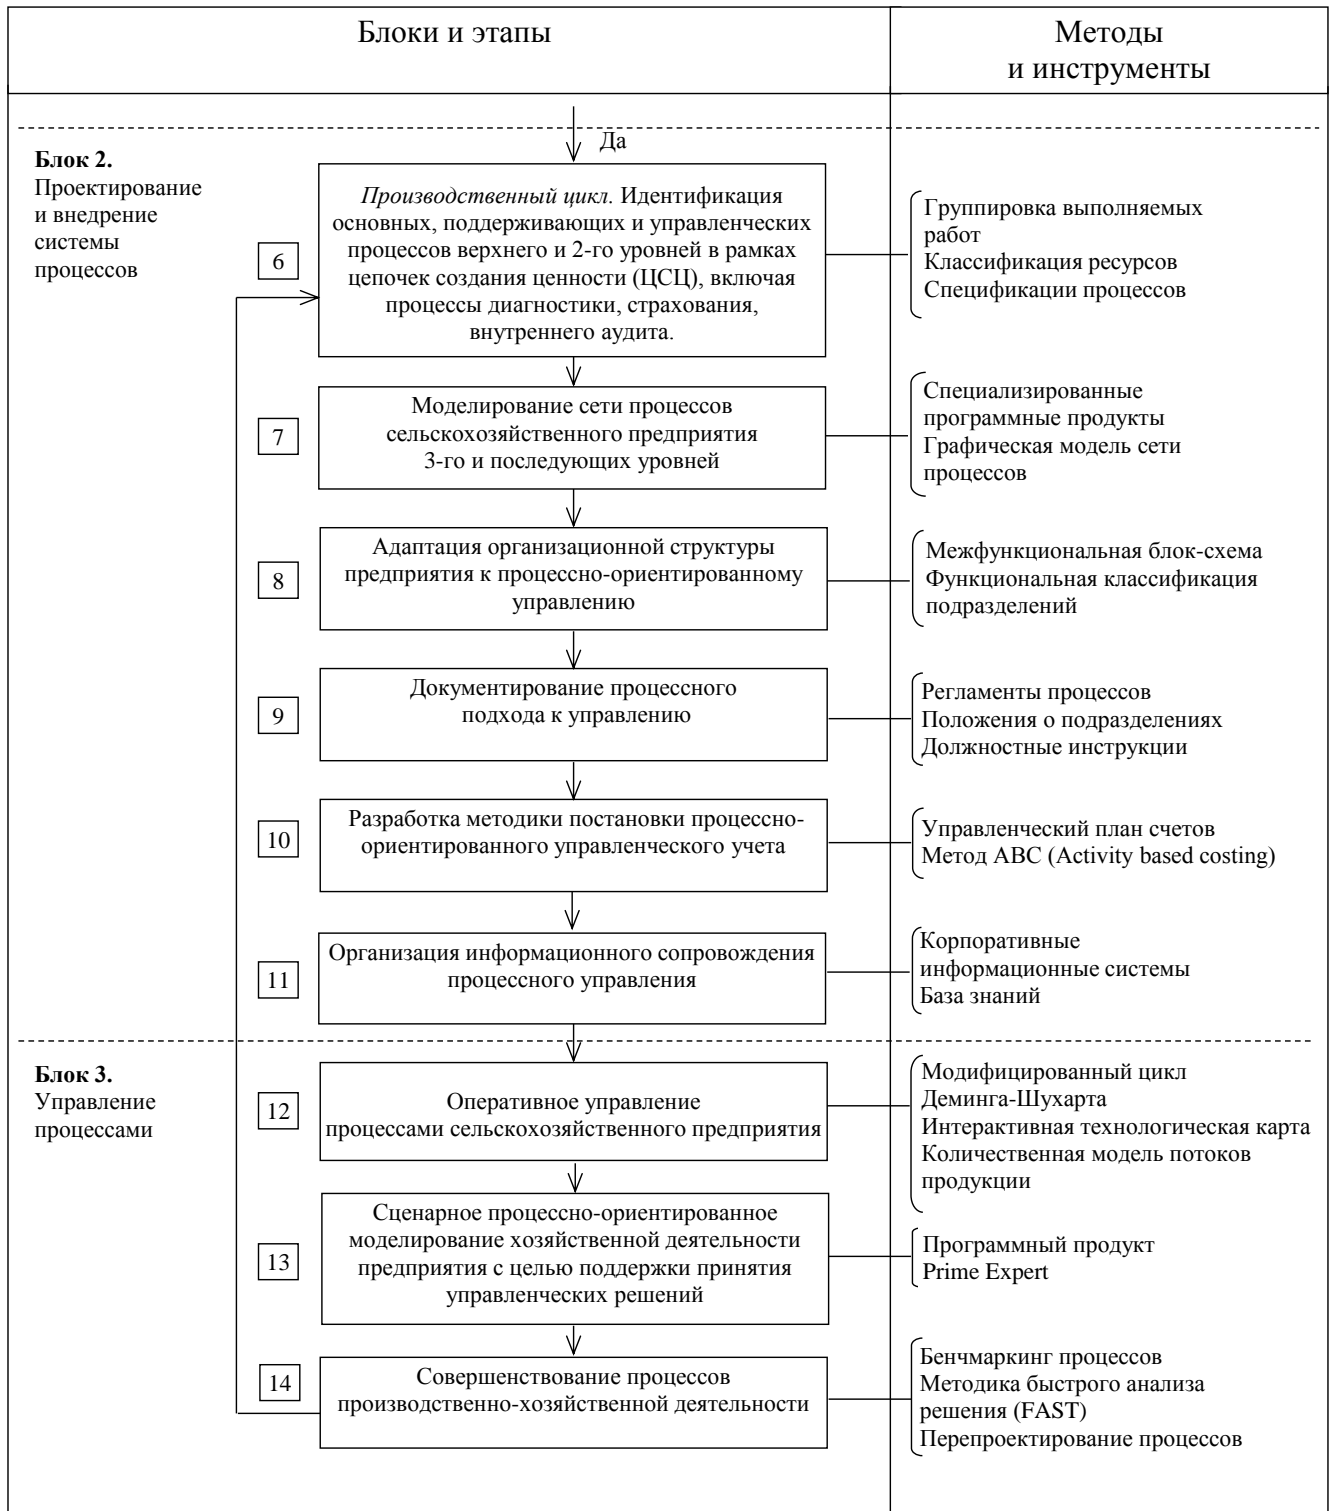 Блоки и этапы
Методы
и инструменты
Да
Блок 2.
Проектирование
и внедрение
системы
процессов
6
Производственный цикл. Идентификация
основных, поддерживающих и управленческих
процессов верхнего и 2-го уровней в рамках
цепочек создания ценности (ЦСЦ), включая
процессы диагностики, страхования,
внутреннего аудита.
Группировка выполняемых
работ
Классификация ресурсов
Спецификации процессов
7
Моделирование сети процессов
сельскохозяйственного предприятия
3-го и последующих уровней
Специализированные
программные продукты
Графическая модель сети
процессов
8
Адаптация организационной структуры
предприятия к процессно-ориентированному
управлению
Межфункциональная блок-схема
Функциональная классификация
подразделений
9
Документирование процессного
подхода к управлению
Регламенты процессов
Положения о подразделениях
Должностные инструкции
10
Разработка методики постановки процессно-
ориентированного управленческого учета
Управленческий план счетов
Метод ABC (Activity based costing)
11
Организация информационного сопровождения
процессного управления
Корпоративные
информационные системы
База знаний
Блок 3.
Управление
процессами
12
Оперативное управление
процессами сельскохозяйственного предприятия
Модифицированный цикл
Деминга-Шухарта
Интерактивная технологическая карта
Количественная модель потоков
продукции
13
Сценарное процессно-ориентированное
моделирование хозяйственной деятельности
предприятия с целью поддержки принятия
управленческих решений
Программный продукт
Prime Expert
14
Совершенствование процессов
производственно-хозяйственной деятельности
Бенчмаркинг процессов
Методика быстрого анализа
решения (FAST)
Перепроектирование процессов